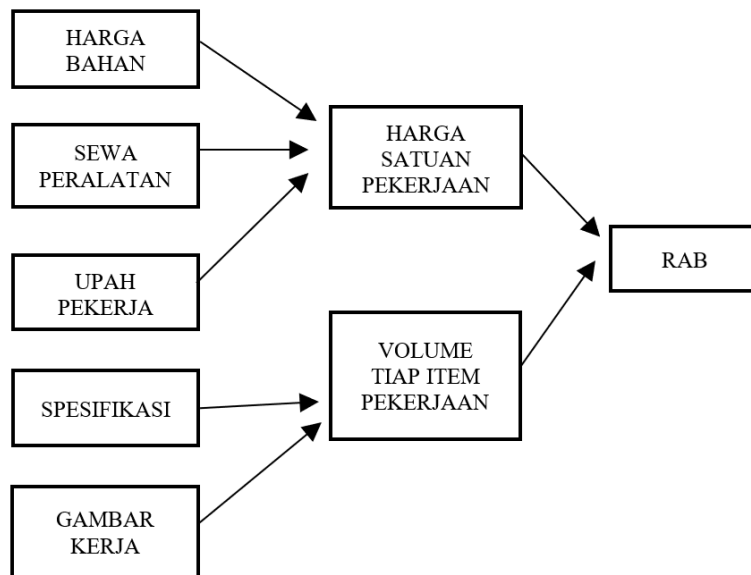 HARGA
BAHAN
SEWA
PERALATAN
UPAH
PEKERJA
SPESIFIKASI
GAMBAR
KERJA
HARGA
SATUAN
PEKERJAAN
VOLUME
TIAP ITEM
PEKERJAAN
RAB